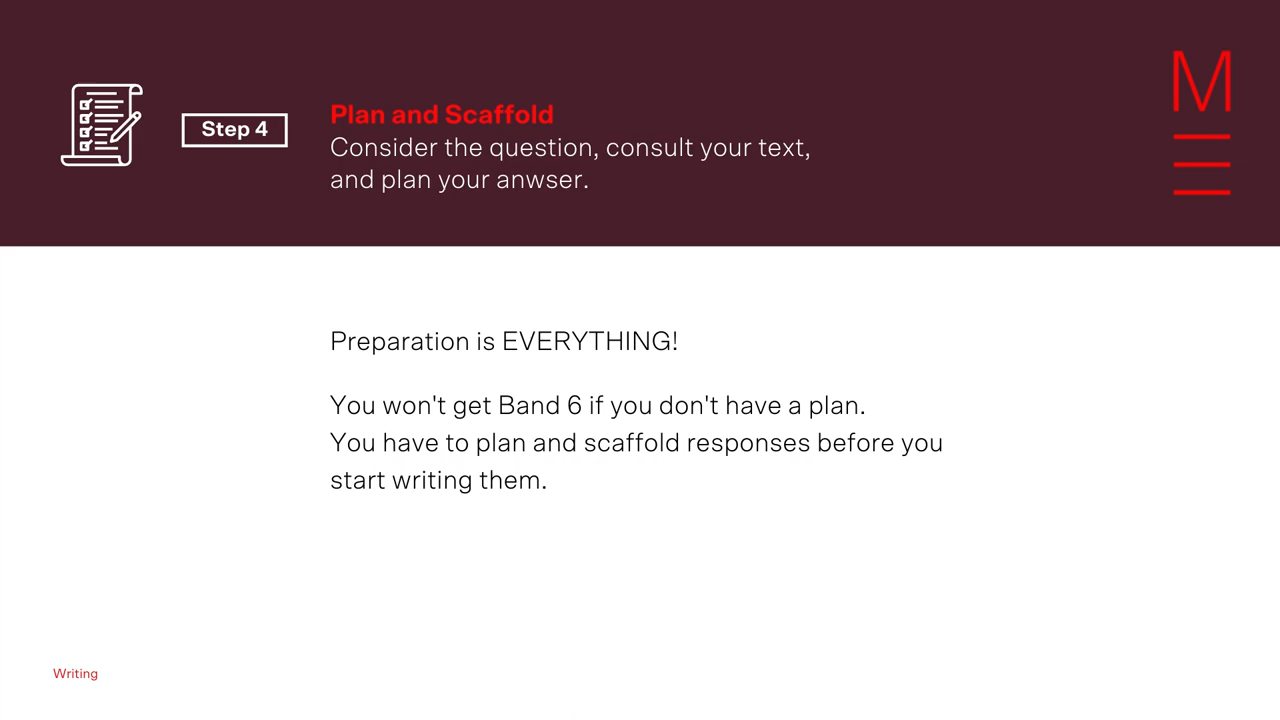 Step 4
Plan and Scaffold
Consider the question, consult your text,
and plan your anwser.
M
Preparation is EVERYTHING!
You won't get Band 6 if you don't have a plan.
You have to plan and scaffold responses before you
start writing them.
Writing